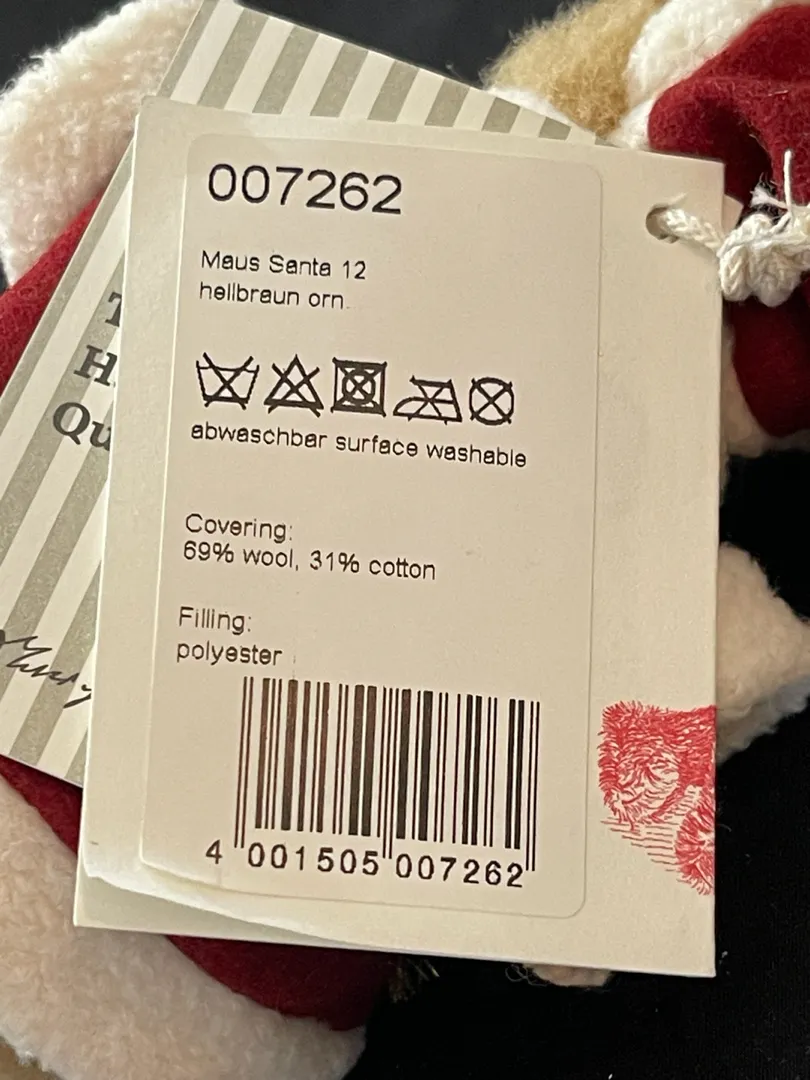 007262
Maus Santa 12
hellbraun orn.
abwaschbar surface washable
Covering:
69% wool, 31% cotton
Filling:
polyester
4 001505 007262